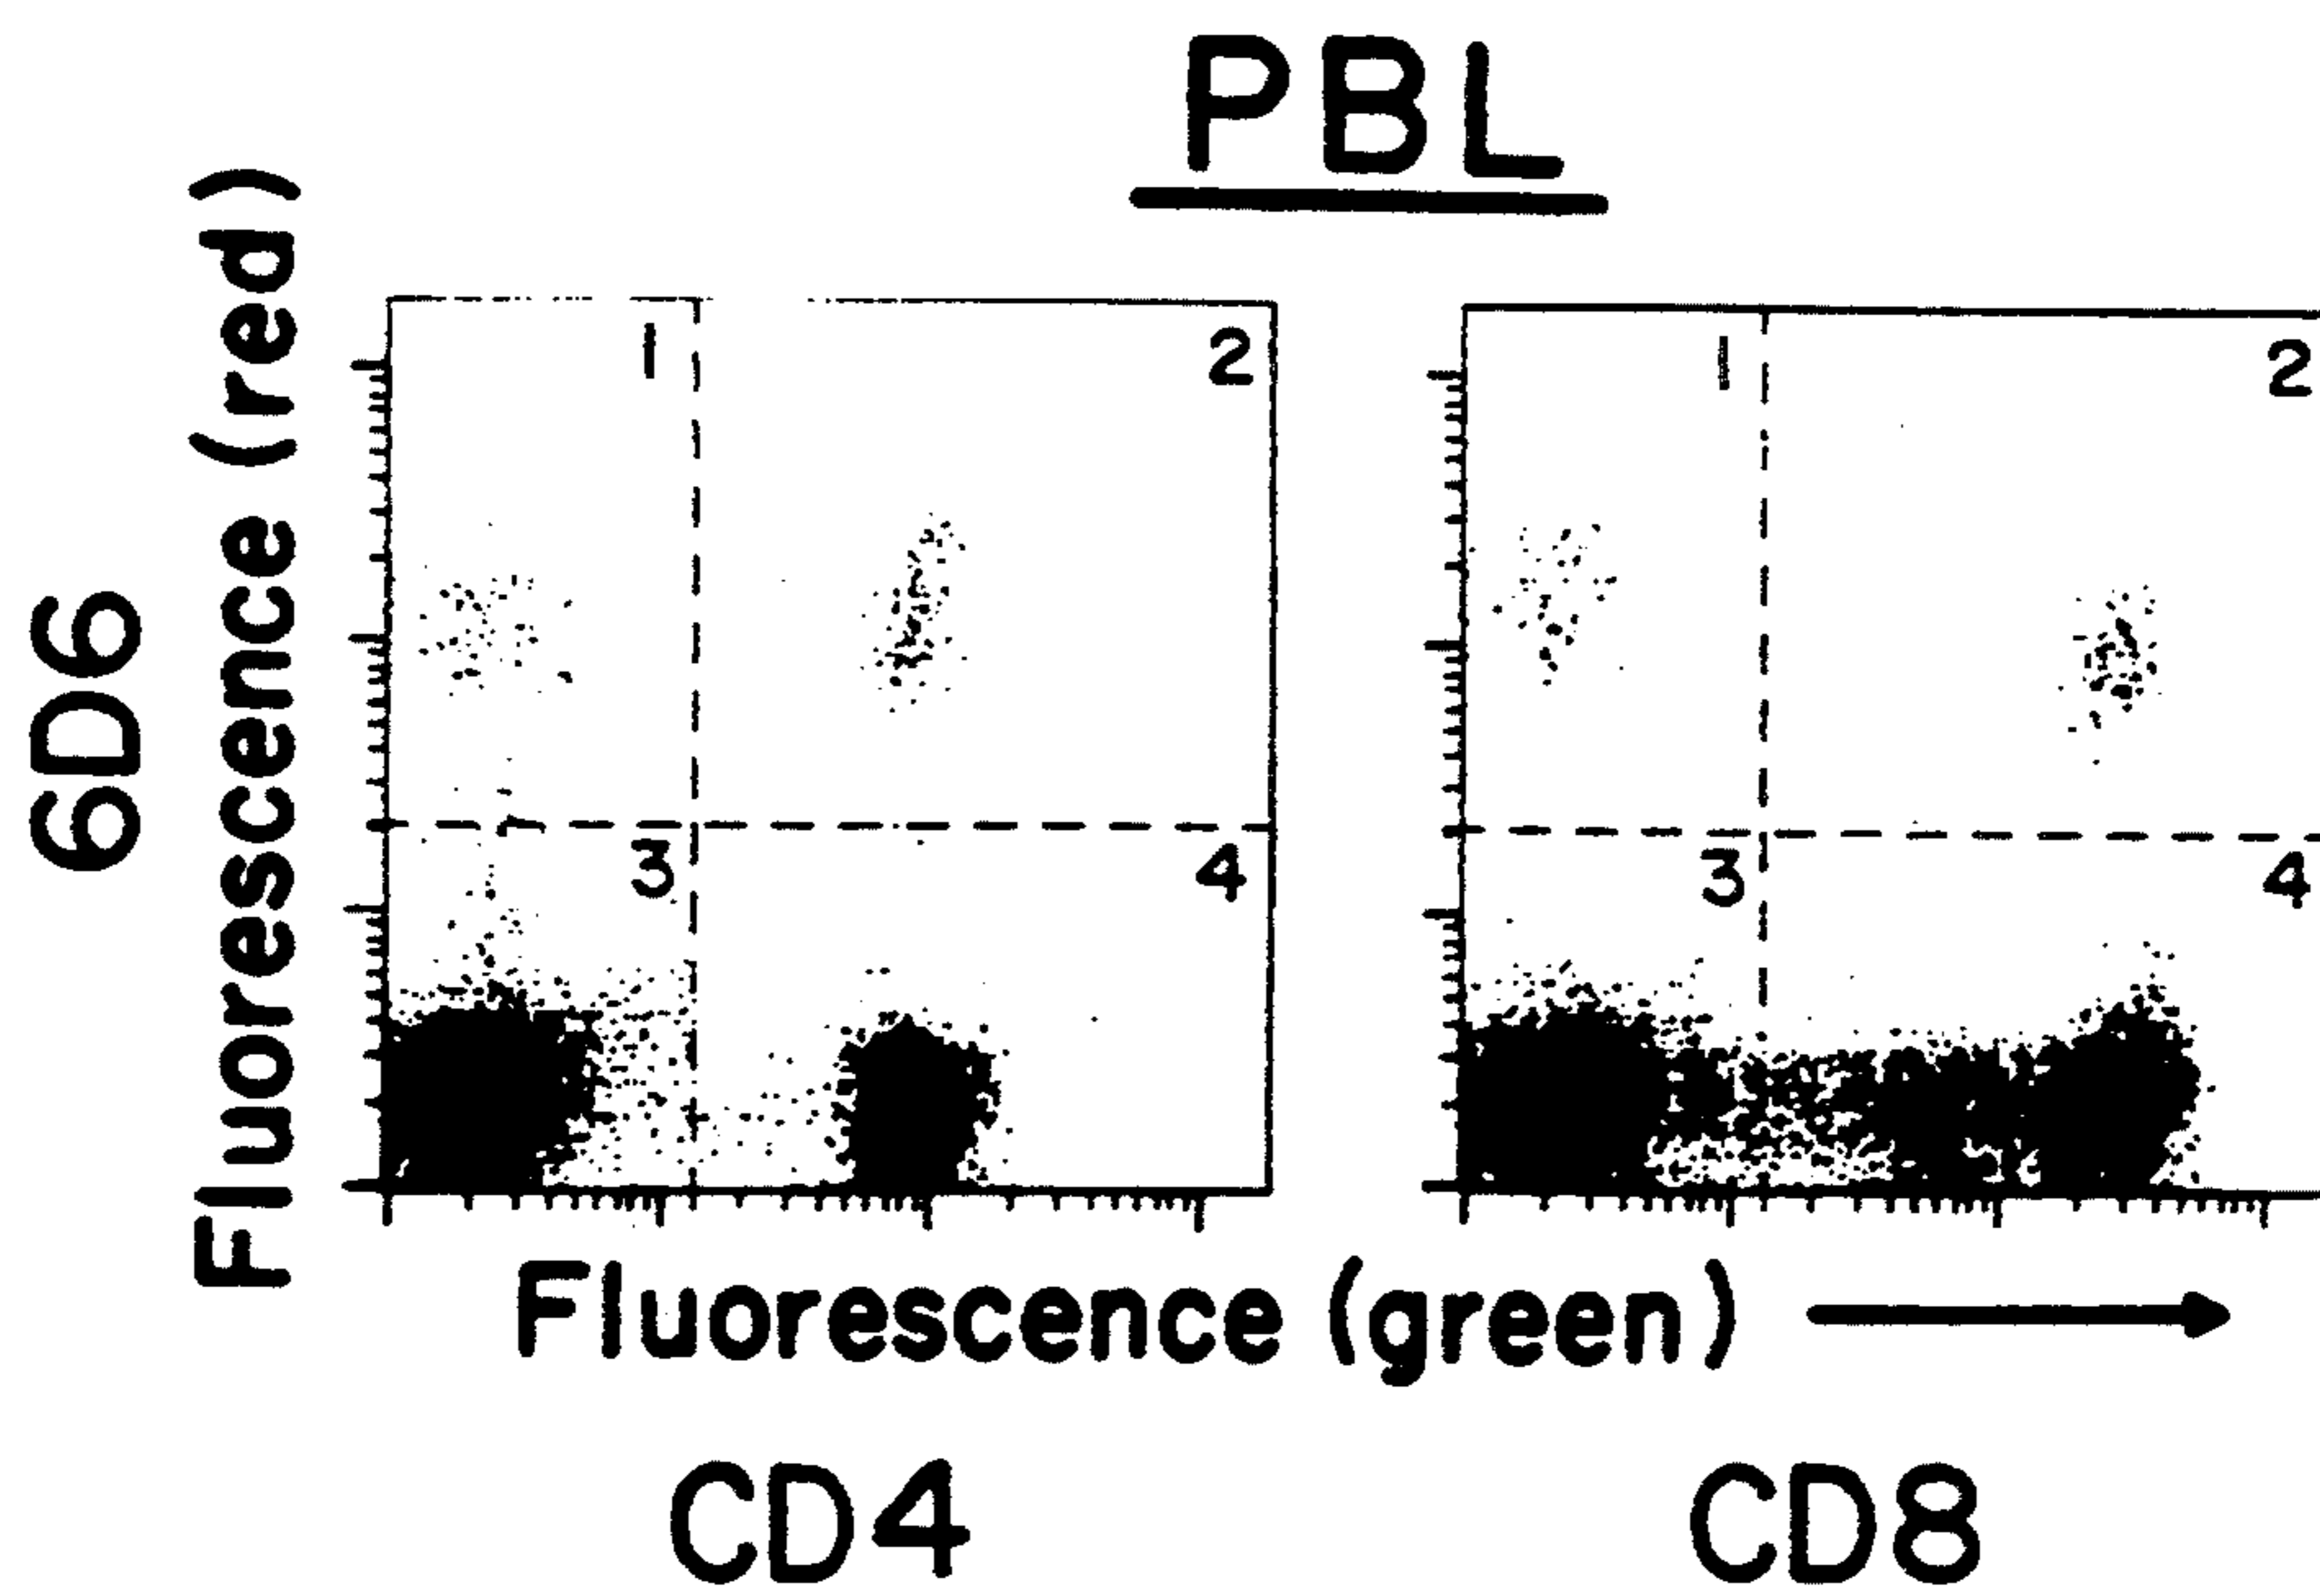 PBL
6D6
Fluorescence (red)
1 2
3 4
1 2
3 4
Fluorescence (green)
CD4 CD8